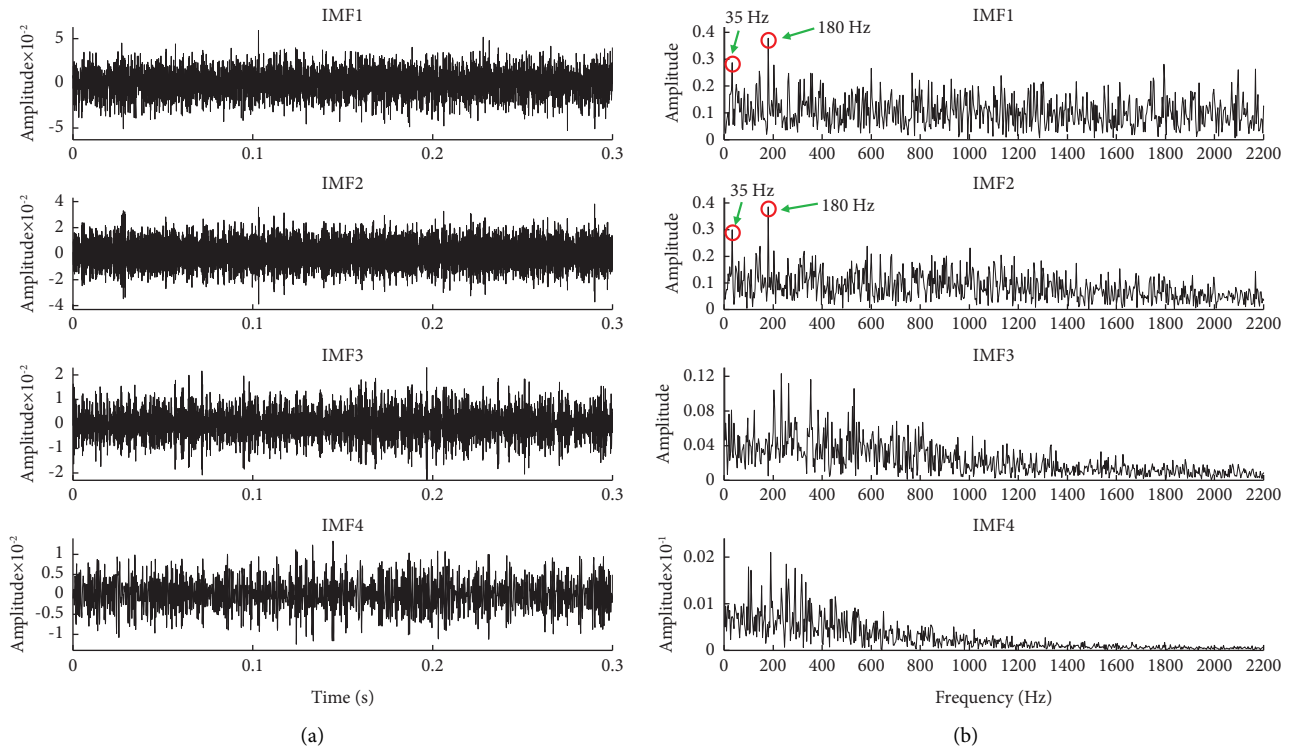 IMF1
Amplitude×10-2
5
0
-5
0
0.1
0.2
0.3
IMF2
Amplitude×10-2
4
2
0
-2
-4
0
0.1
0.2
0.3
IMF3
Amplitude×10-2
2
1
0
-1
-2
0
0.1
0.2
0.3
IMF4
Amplitude×10-2
1
0.5
0
-0.5
-1
0
0.1
0.2
0.3
Time (s)
(a)
IMF1
35 Hz
180 Hz
Amplitude
0.4
0.3
0.2
0.1
0
0 200 400 600 800 1000 1200 1400 1600 1800 2000 2200
IMF2
35 Hz
180 Hz
Amplitude
0.4
0.3
0.2
0.1
0
0 200 400 600 800 1000 1200 1400 1600 1800 2000 2200
IMF3
Amplitude
0.12
0.08
0.04
0
0 200 400 600 800 1000 1200 1400 1600 1800 2000 2200
IMF4
Amplitude×10-1
0.02
0.01
0
0 200 400 600 800 1000 1200 1400 1600 1800 2000 2200
Frequency (Hz)
(b)